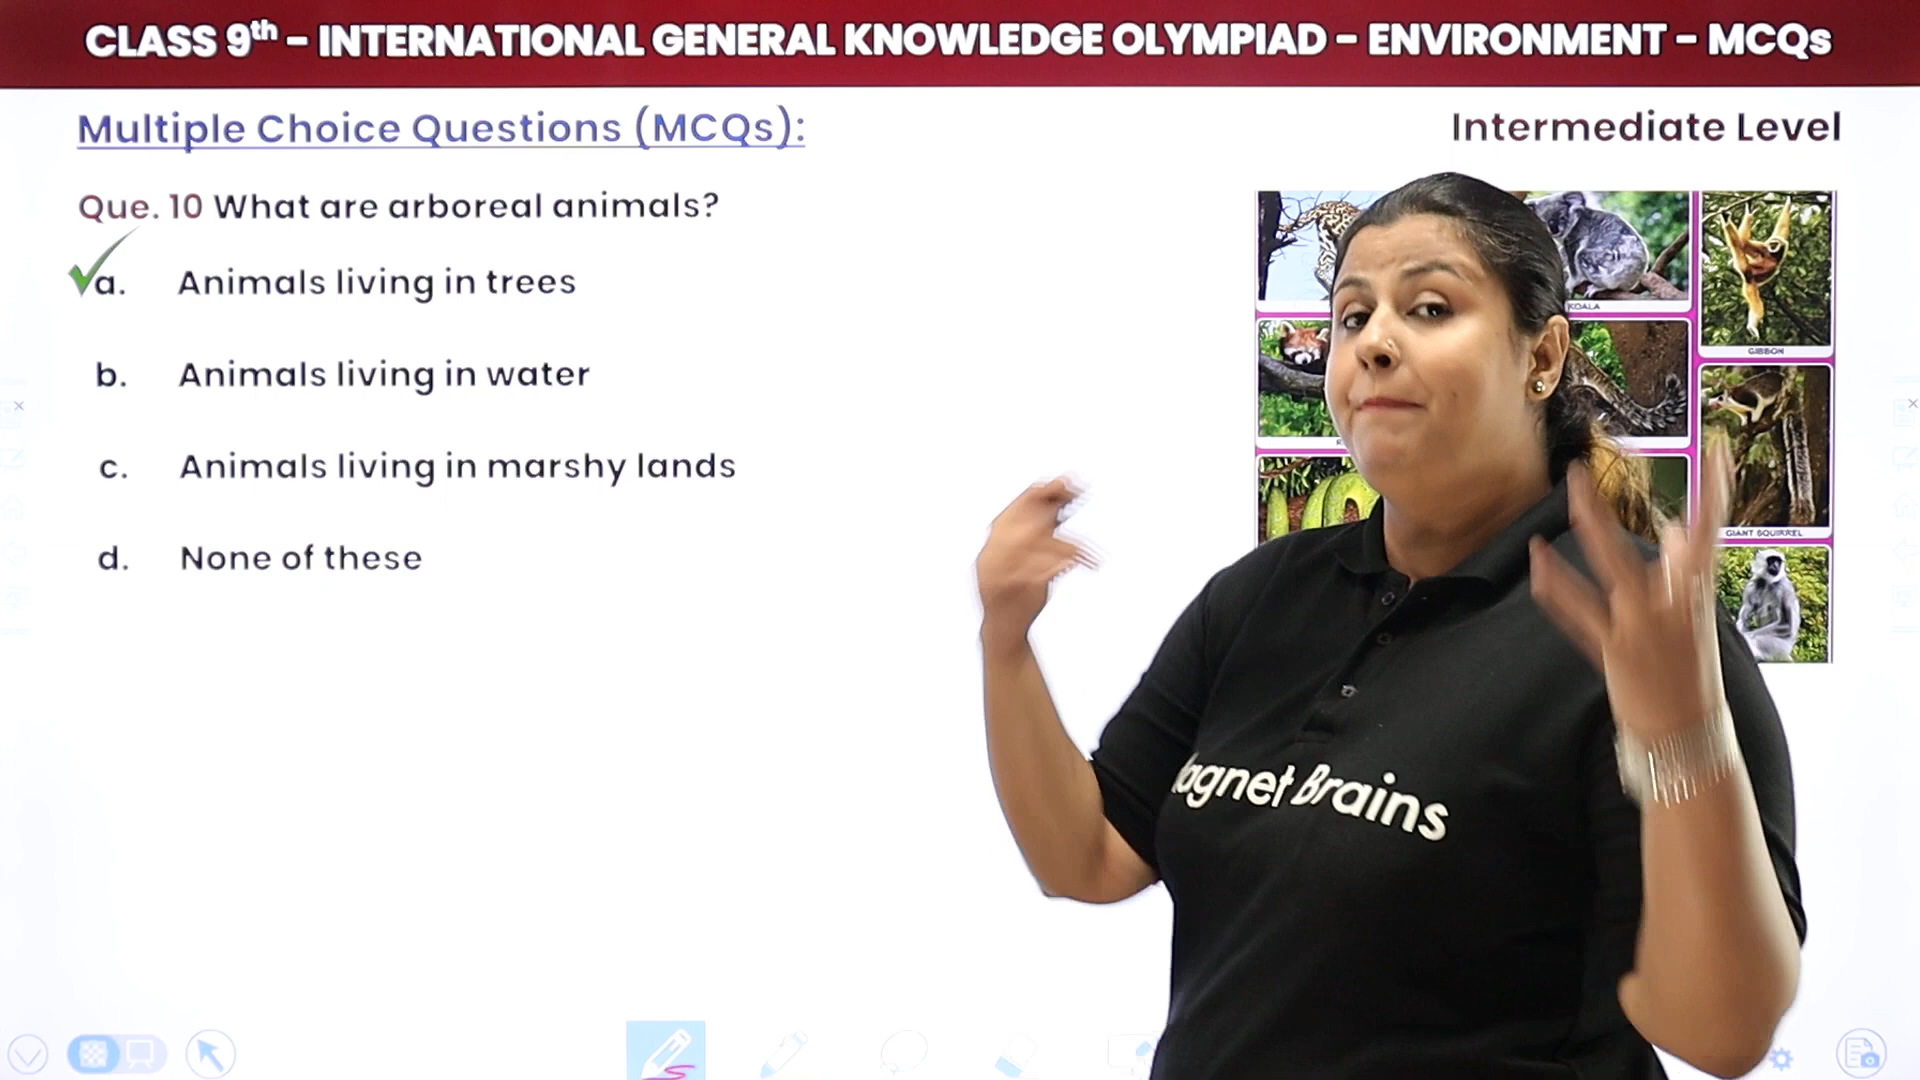 CLASS 9th – INTERNATIONAL GENERAL KNOWLEDGE OLYMPIAD – ENVIRONMENT – MCQs
Multiple Choice Questions (MCQs):
Intermediate Level
Que. 10 What are arboreal animals?
a. Animals living in trees
b. Animals living in water
c. Animals living in marshy lands
d. None of these
KOALA
GIBBON
GIANT SQUIRREL
agnet Brains